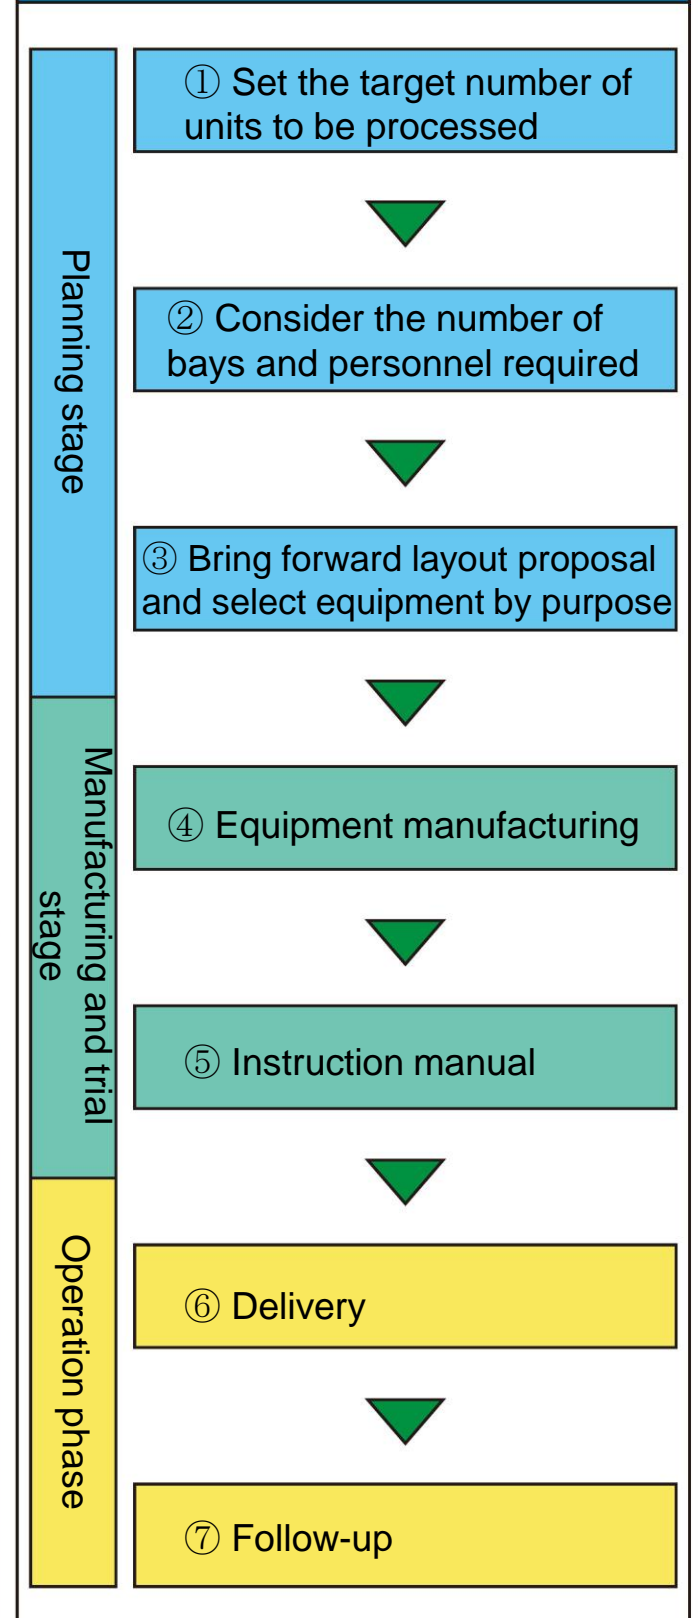 Planning stage
① Set the target number of
units to be processed
② Consider the number of
bays and personnel required
③ Bring forward layout proposal
and select equipment by purpose
Manufacturing and trial
stage
④ Equipment manufacturing
⑤ Instruction manual
Operation phase
⑥ Delivery
⑦ Follow-up